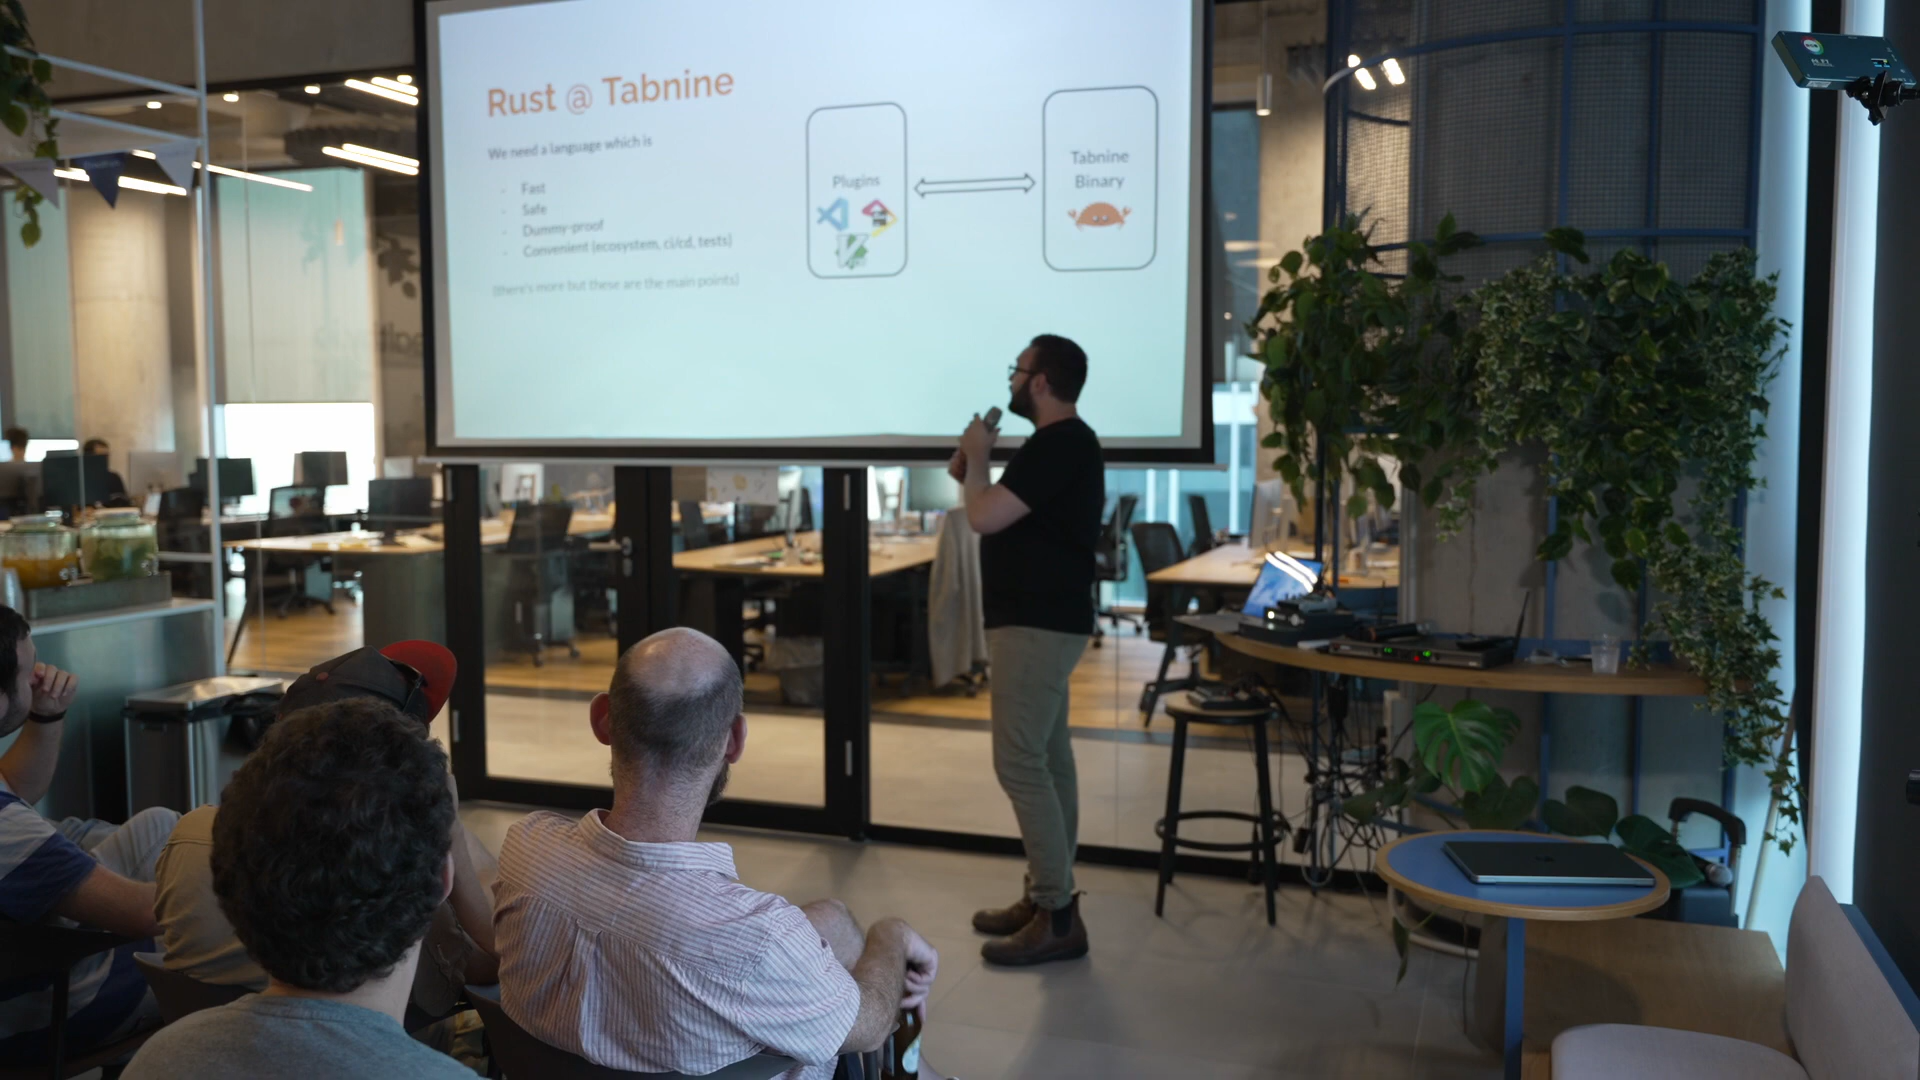 Rust @ Tabnine
We need a language which is
- Fast
- Safe
- Dummy-proof
- Convenient (ecosystem, ci/cd, tests)
(there's more but these are the main points)
Plugins
Tabnine
Binary